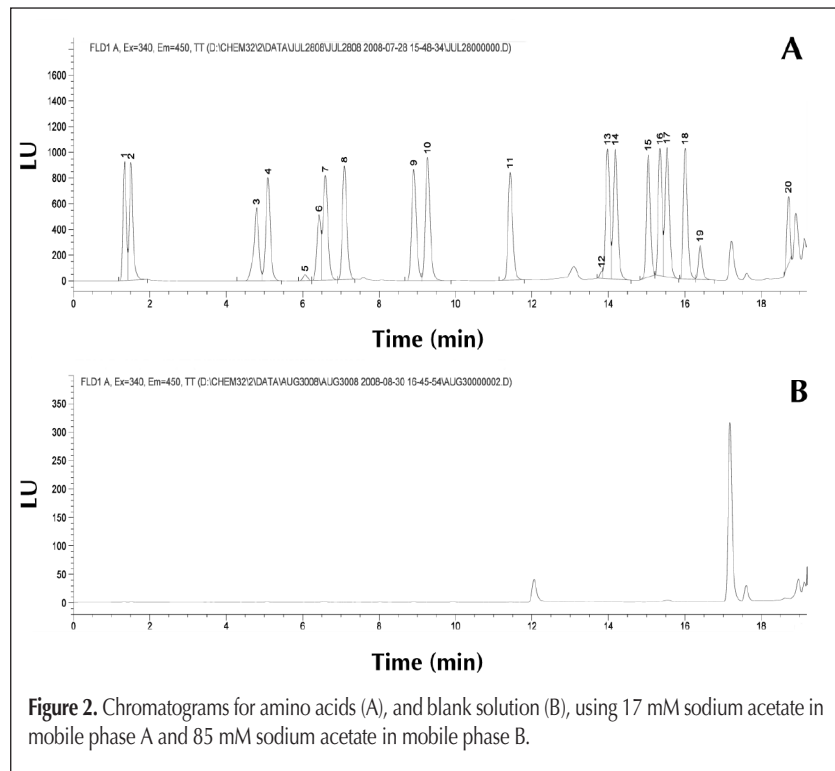 FLD1 A, Ex=340, Em=450, TT (D:\CHEM32\2\DATA\JUL2808\JUL2808 2008-07-28 15-48-34\JUL28000000.D)
A
LU
1600
1400
1200
1000
800
600
400
200
0
1 2 3 4 5 6 7 8 9 10 11 12 13 14 15 16 17 18 19 20
0 2 4 6 8 10 12 14 16 18
Time (min)
FLD1 A, Ex=340, Em=450, TT (D:\CHEM32\2\DATA\AUG3008\AUG3008 2008-08-30 16-45-54\AUG30000002.D)
B
LU
350
300
250
200
150
100
50
0
0 2 4 6 8 10 12 14 16 18
Time (min)
Figure 2. Chromatograms for amino acids (A), and blank solution (B), using 17 mM sodium acetate in
mobile phase A and 85 mM sodium acetate in mobile phase B.